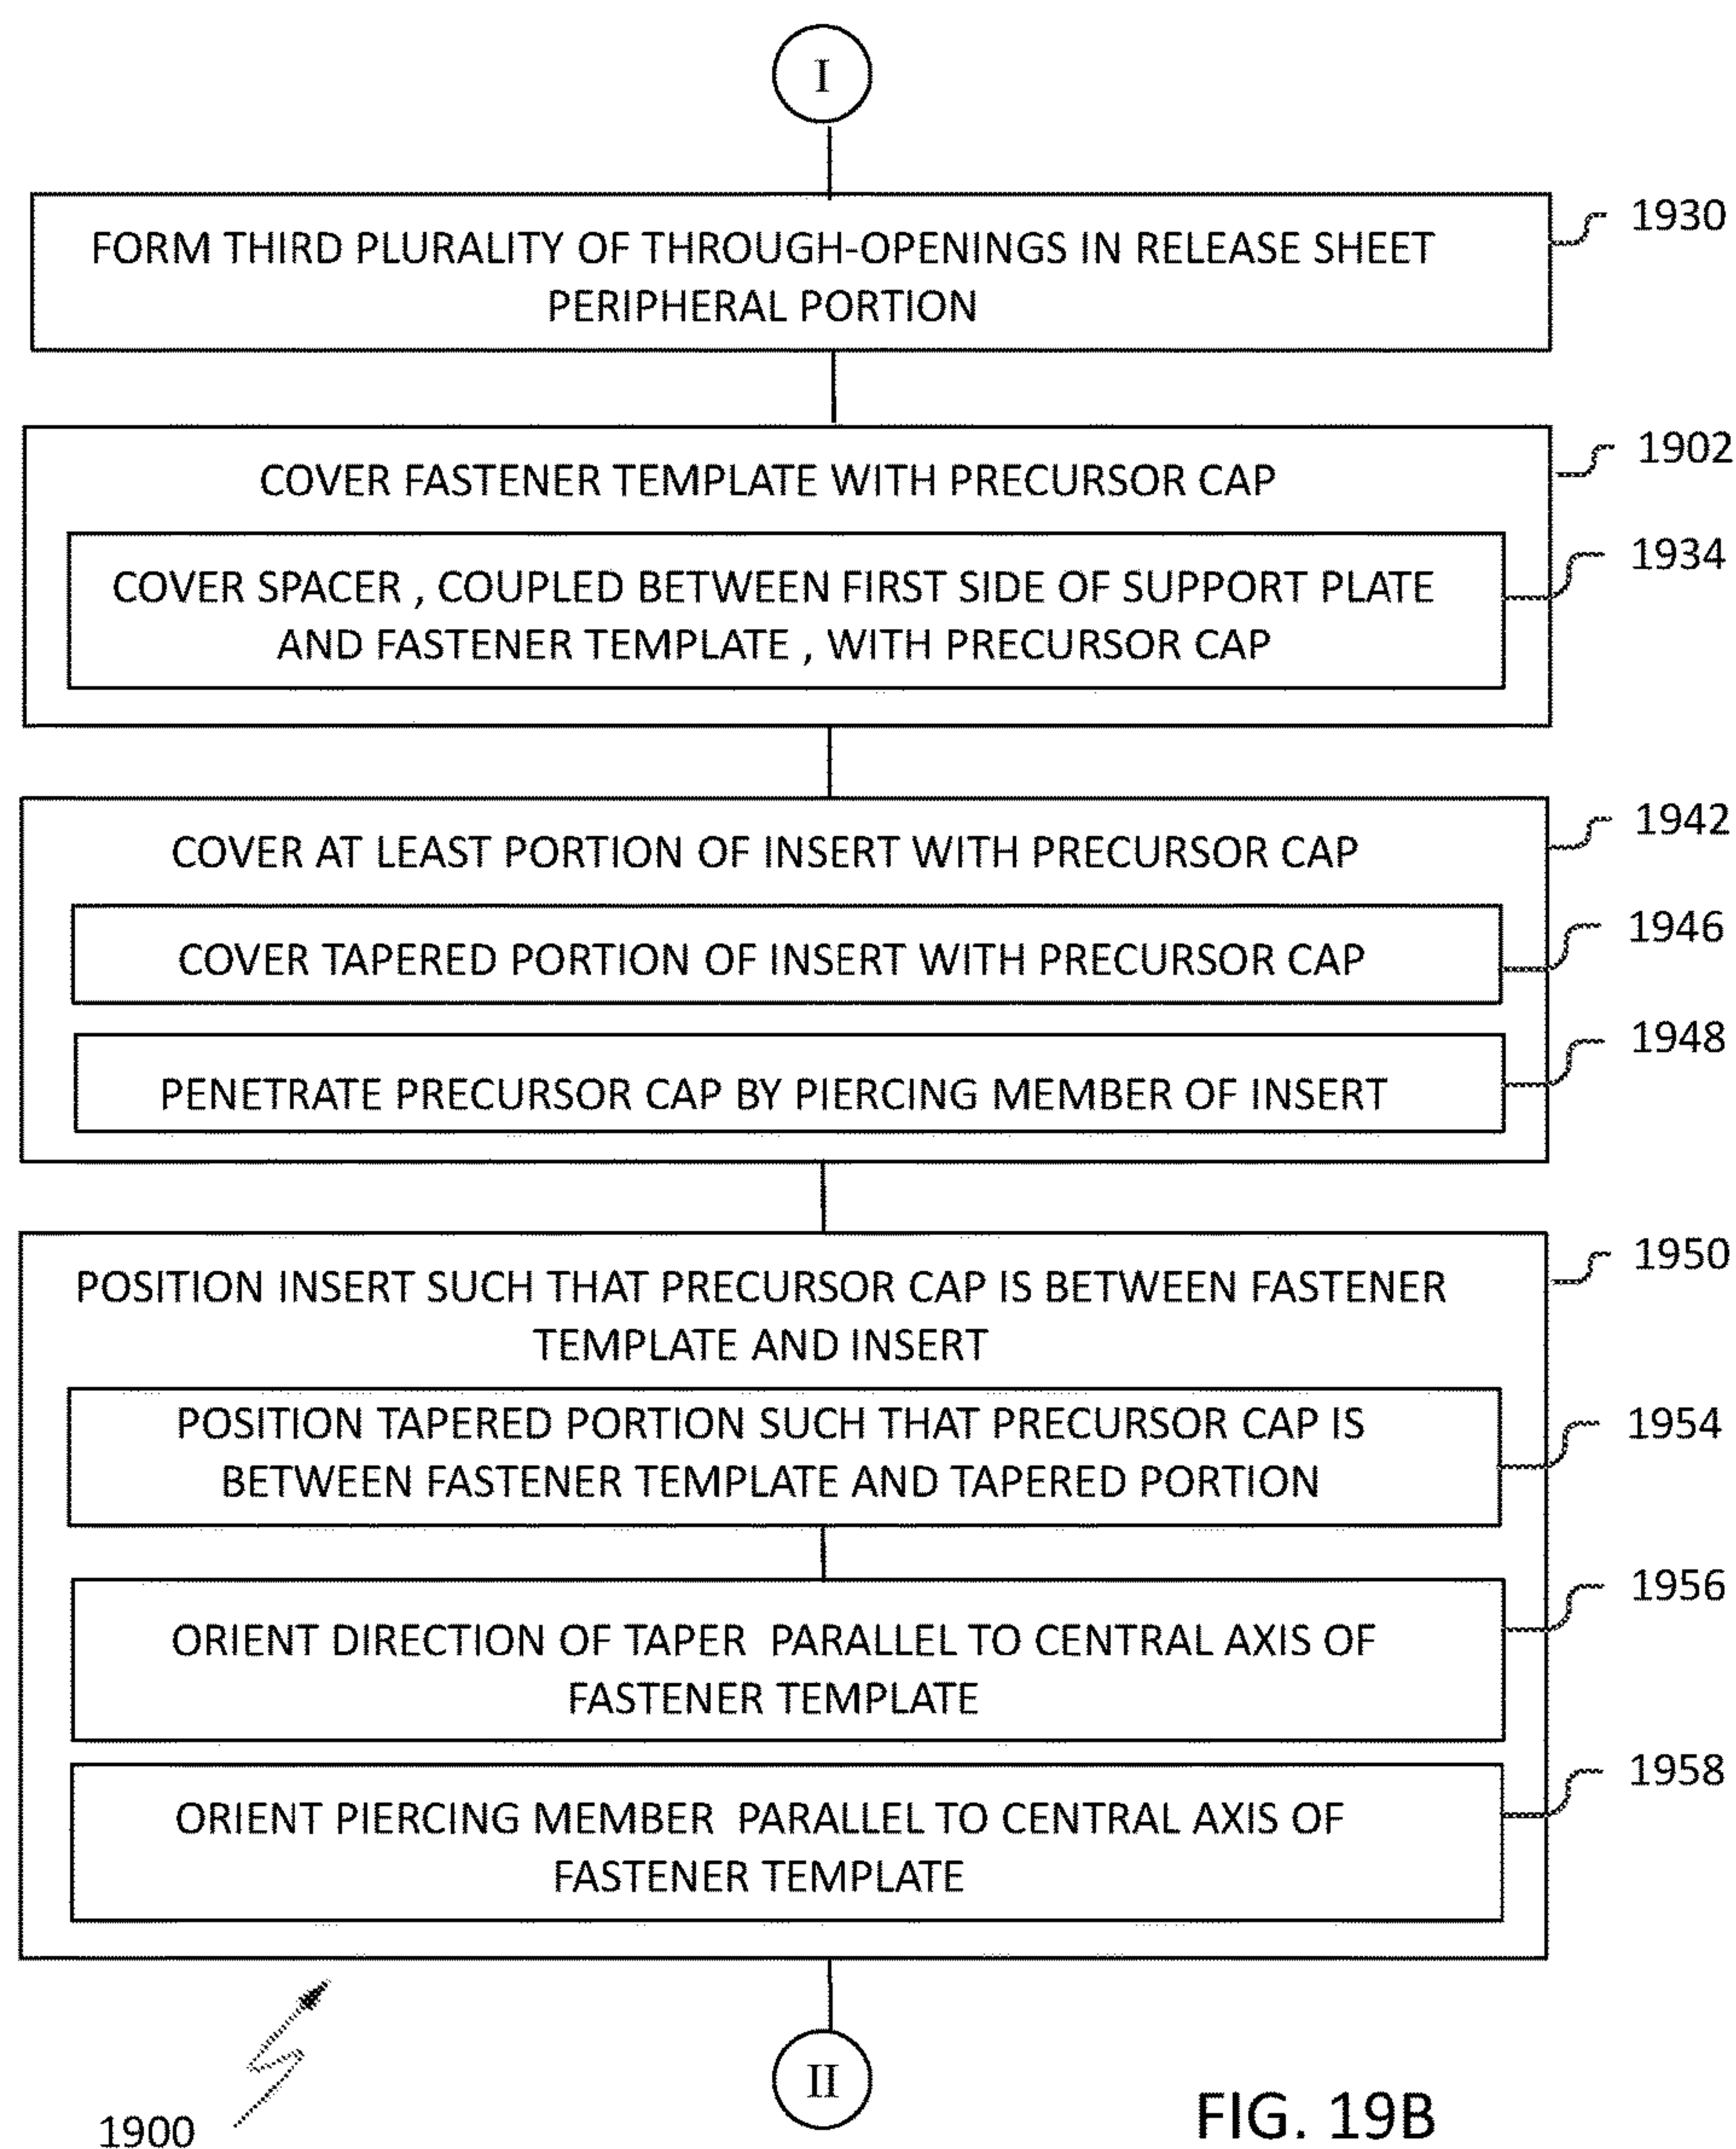 I
FORM THIRD PLURALITY OF THROUGH-OPENINGS IN RELEASE SHEET
PERIPHERAL PORTION
1930
COVER FASTENER TEMPLATE WITH PRECURSOR CAP
1902
COVER SPACER , COUPLED BETWEEN FIRST SIDE OF SUPPORT PLATE
AND FASTENER TEMPLATE , WITH PRECURSOR CAP
1934
COVER AT LEAST PORTION OF INSERT WITH PRECURSOR CAP
1942
COVER TAPERED PORTION OF INSERT WITH PRECURSOR CAP
1946
PENETRATE PRECURSOR CAP BY PIERCING MEMBER OF INSERT
1948
POSITION INSERT SUCH THAT PRECURSOR CAP IS BETWEEN FASTENER
TEMPLATE AND INSERT
1950
POSITION TAPERED PORTION SUCH THAT PRECURSOR CAP IS
BETWEEN FASTENER TEMPLATE AND TAPERED PORTION
1954
ORIENT DIRECTION OF TAPER PARALLEL TO CENTRAL AXIS OF
FASTENER TEMPLATE
1956
ORIENT PIERCING MEMBER PARALLEL TO CENTRAL AXIS OF
FASTENER TEMPLATE
1958
II
1900
FIG. 19B